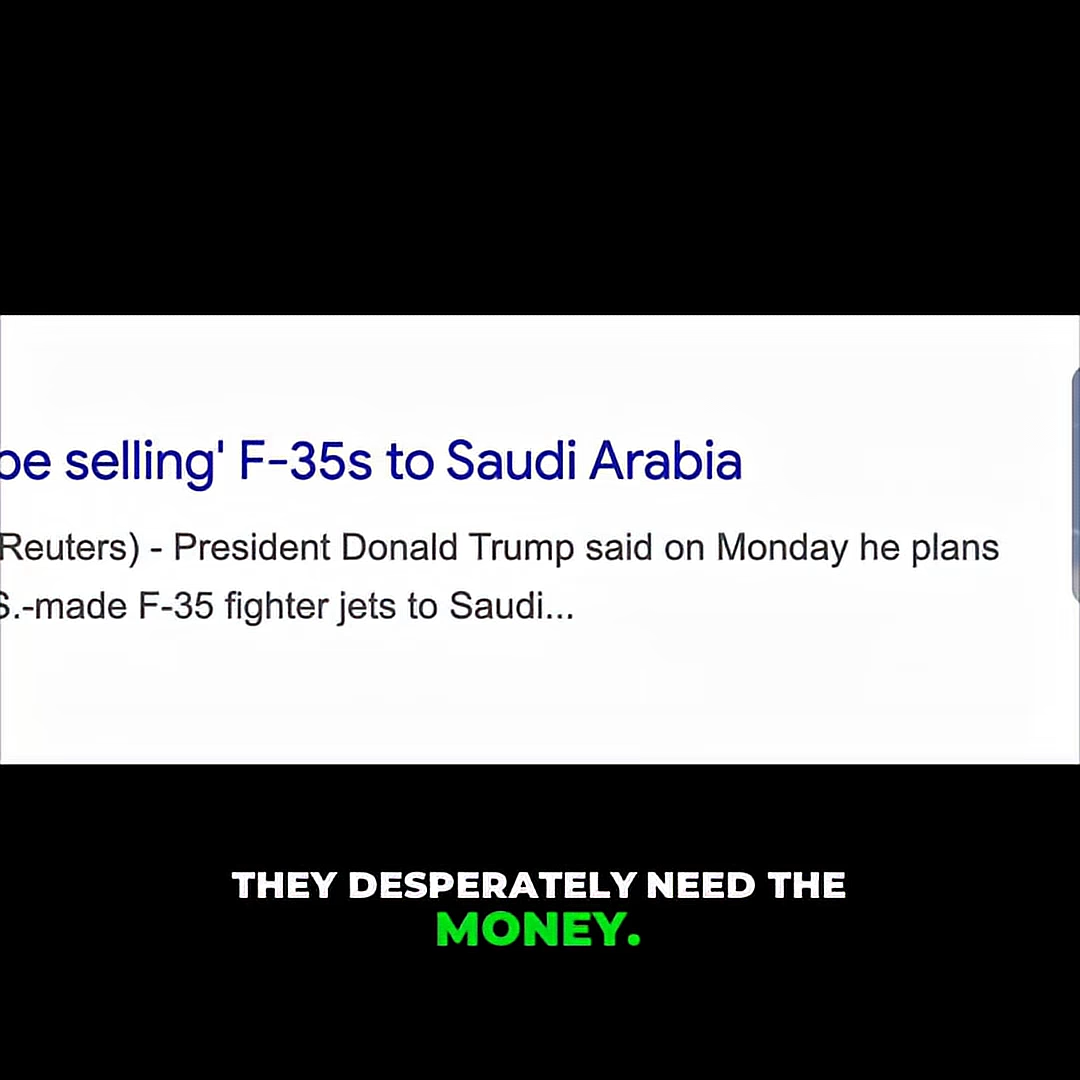 be selling' F-35s to Saudi Arabia
Reuters) - President Donald Trump said on Monday he plans
S.-made F-35 fighter jets to Saudi...
THEY DESPERATELY NEED THE
MONEY.